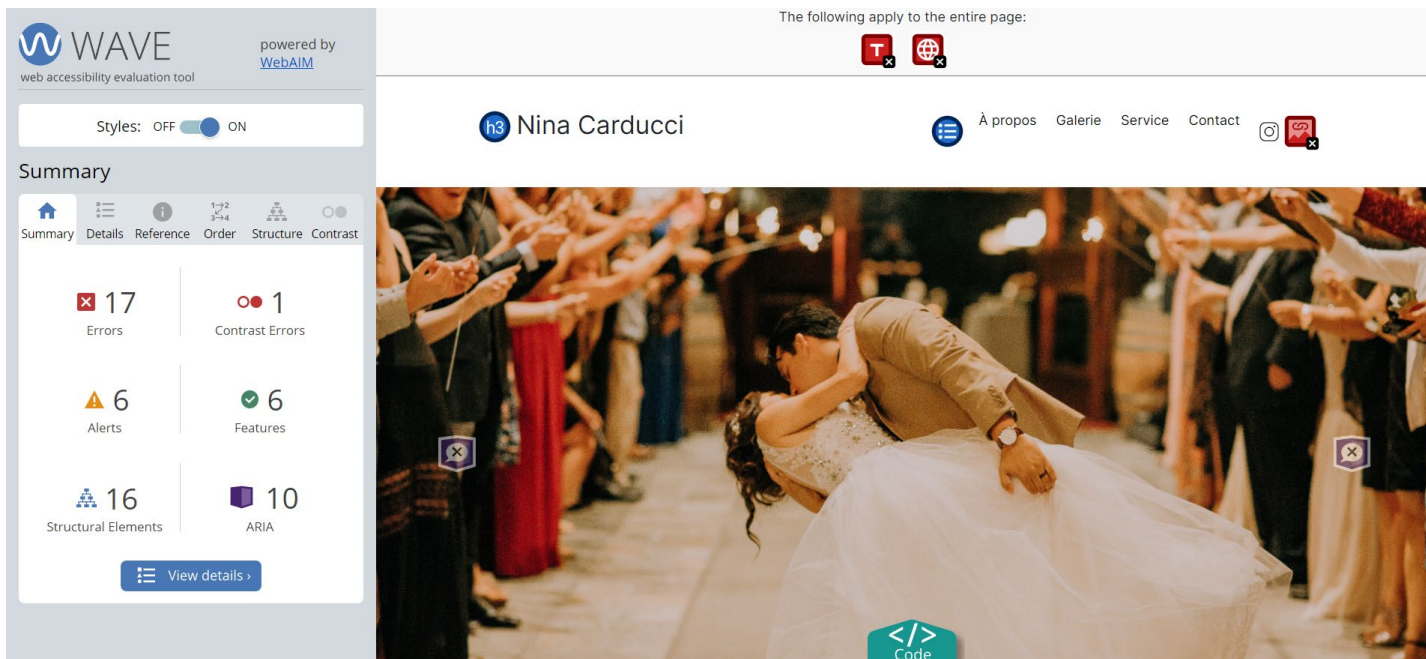 WAVE
web accessibility evaluation tool
powered by
WebAIM
Styles: OFF ON
Summary
Summary Details Reference Order Structure Contrast
17
Errors
1
Contrast Errors
6
Alerts
6
Features
16
Structural Elements
10
ARIA
View details ›
The following apply to the entire page:
T
h3 Nina Carducci
À propos Galerie Service Contact
</>
Code